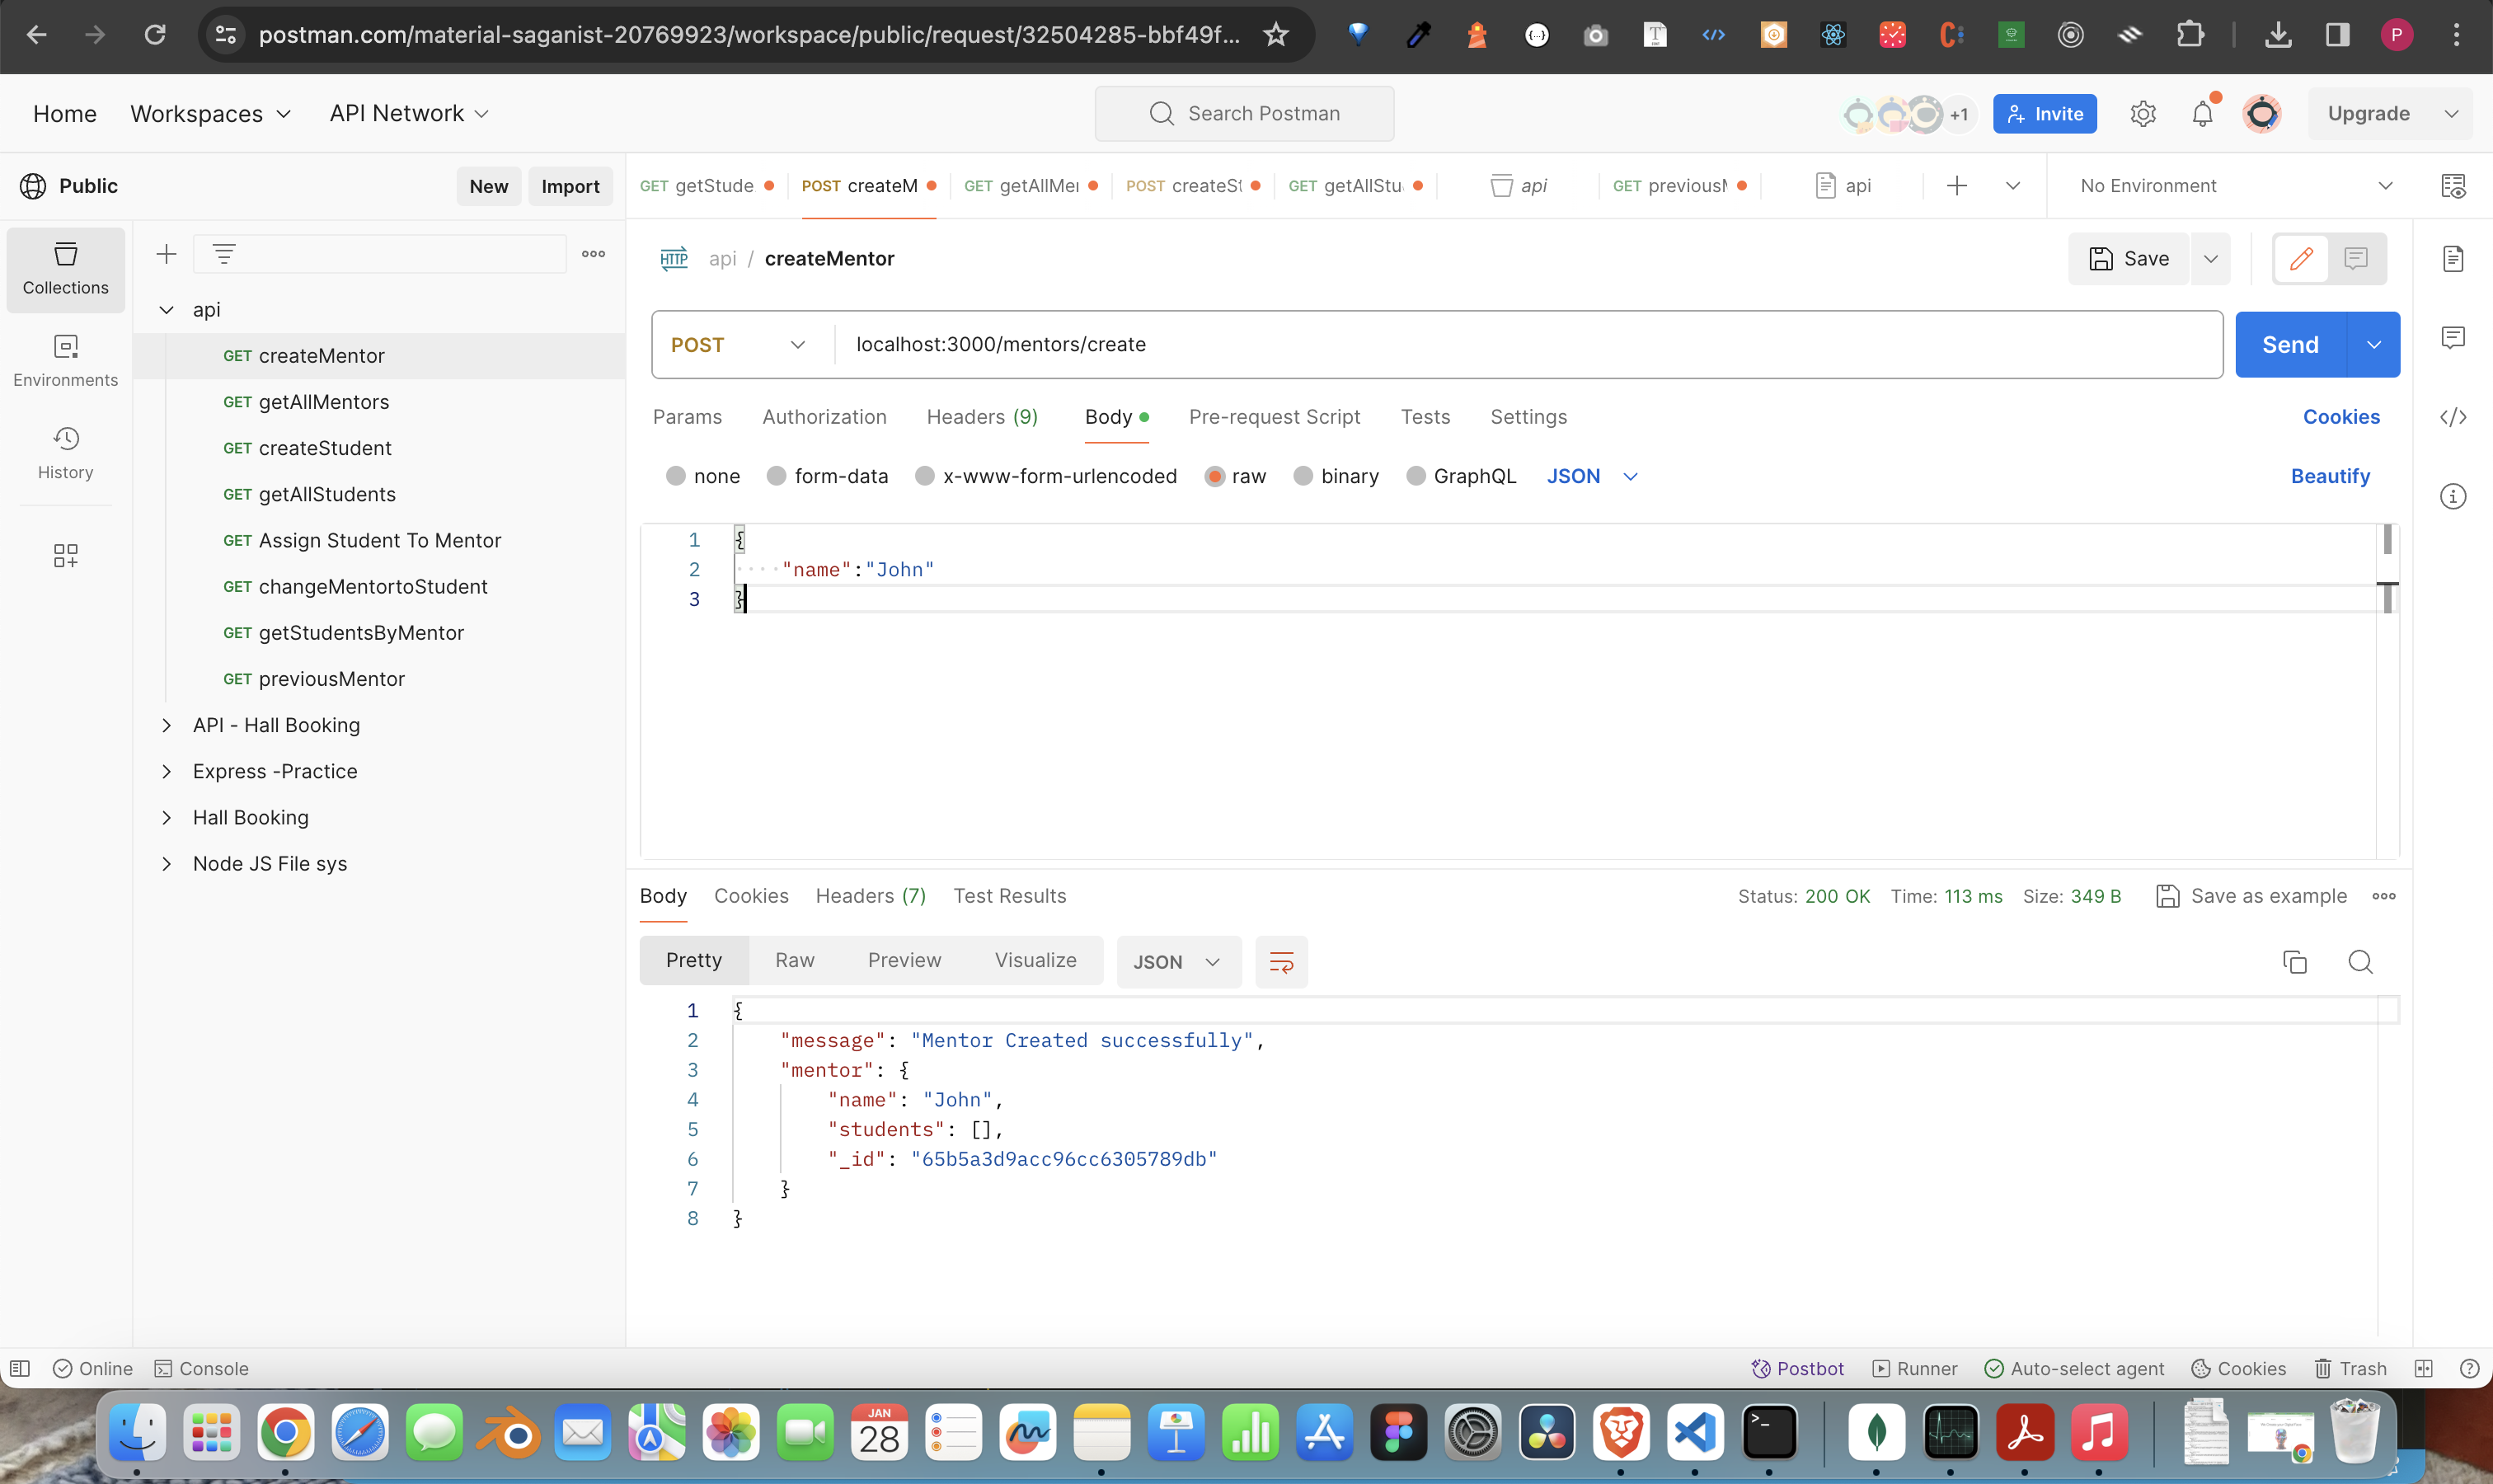 postman.com/material-saganist-20769923/workspace/public/request/32504285-bbf49f...
P
Home Workspaces API Network Search Postman +1 Invite Upgrade
Public New Import
GET getStude POST createM GET getAllMe POST createSt GET getAllStu api GET previous api No Environment
Collections
Environments
History
api
GET createMentor
GET getAllMentors
GET createStudent
GET getAllStudents
GET Assign Student To Mentor
GET changeMentortoStudent
GET getStudentsByMentor
GET previousMentor
API - Hall Booking
Express -Practice
Hall Booking
Node JS File sys
HTTP api / createMentor Save
POST localhost:3000/mentors/create Send
Params Authorization Headers (9) Body Pre-request Script Tests Settings Cookies
none form-data x-www-form-urlencoded raw binary GraphQL JSON Beautify
1 {
2 "name":"John"
3 }
Body Cookies Headers (7) Test Results Status: 200 OK Time: 113 ms Size: 349 B Save as example
Pretty Raw Preview Visualize JSON
1 {
2 "message": "Mentor Created successfully",
3 "mentor": {
4 "name": "John",
5 "students": [],
6 "_id": "65b5a3d9acc96cc6305789db"
7 }
8 }
Online Console Postbot Runner Auto-select agent Cookies Trash
JAN
28